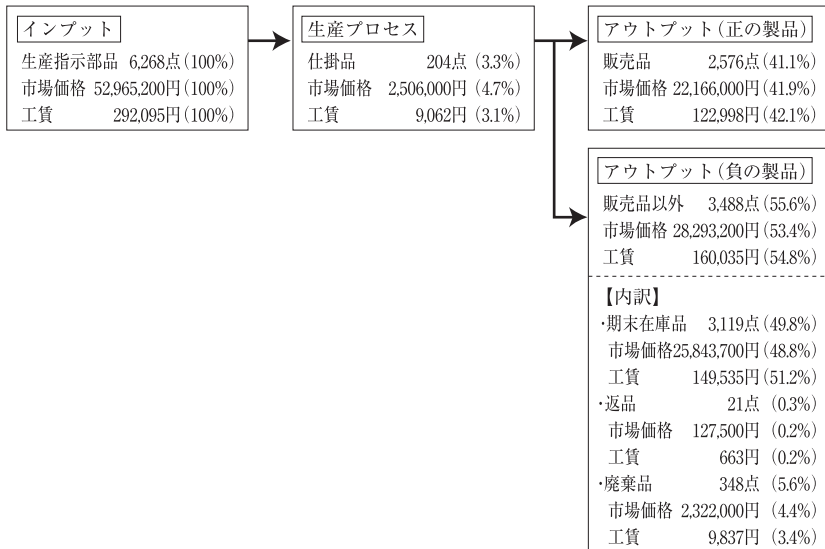 インプット
生産指示部品 6,268点(100%)
市場価格 52,965,200円(100%)
工賃 292,095円(100%)
生産プロセス
仕掛品 204点 (3.3%)
市場価格 2,506,000円 (4.7%)
工賃 9,062円 (3.1%)
アウトプット(正の製品)
販売品 2,576点(41.1%)
市場価格 22,166,000円(41.9%)
工賃 122,998円(42.1%)
アウトプット(負の製品)
販売品以外 3,488点(55.6%)
市場価格 28,293,200円(53.4%)
工賃 160,035円(54.8%)
【内訳】
・期末在庫品 3,119点(49.8%)
市場価格25,843,700円(48.8%)
工賃 149,535円(51.2%)
・返品 21点 (0.3%)
市場価格 127,500円 (0.2%)
工賃 663円 (0.2%)
・廃棄品 348点 (5.6%)
市場価格 2,322,000円 (4.4%)
工賃 9,837円 (3.4%)